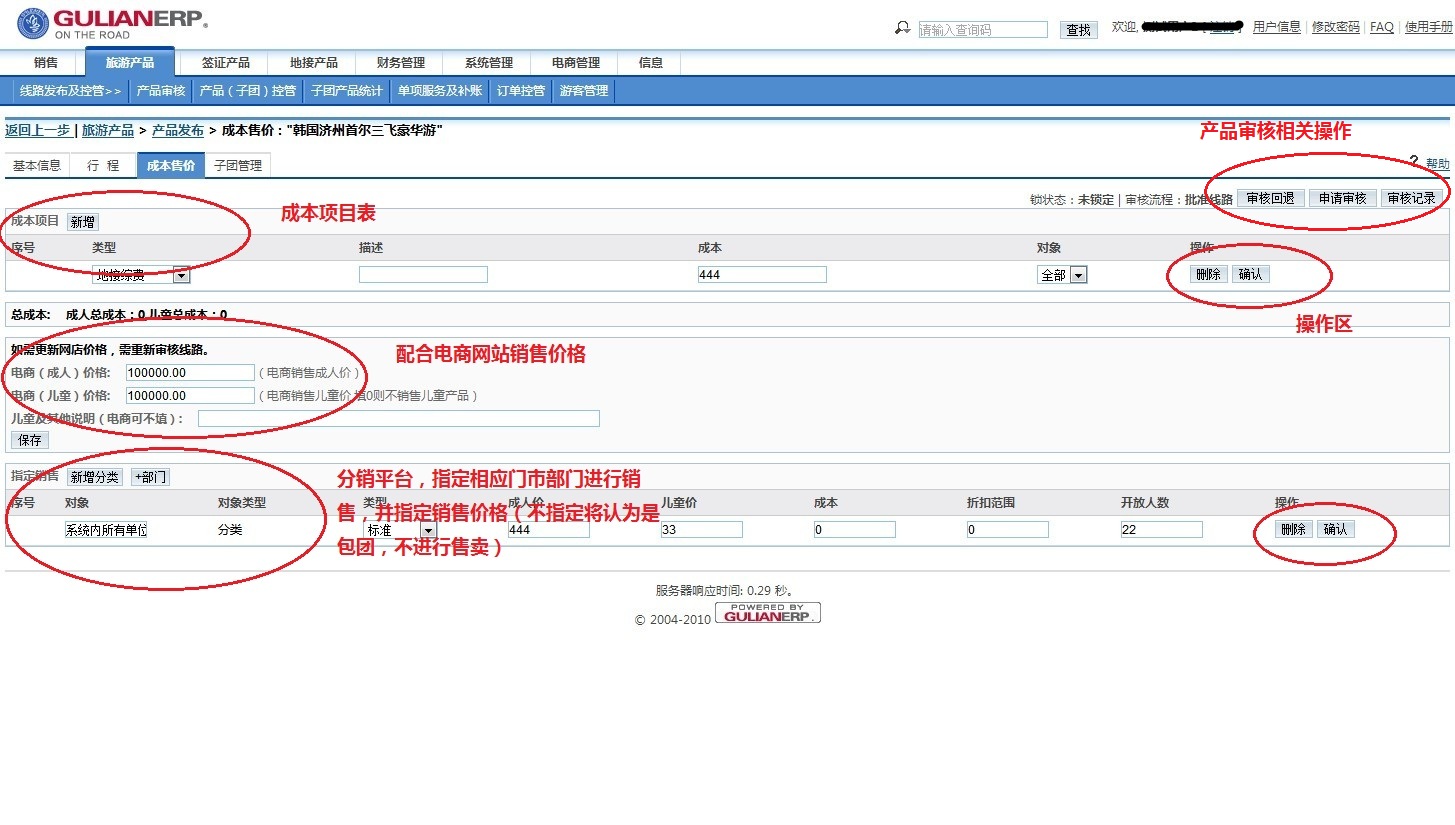 GULIANERP®
ON THE ROAD
请输入查询码 查找 欢迎, 用户信息 | 修改密码 | FAQ | 使用手册
销售 旅游产品 签证产品 地接产品 财务管理 系统管理 电商管理 信息
线路发布及控管>> 产品审核 产品（子团）控管 子团产品统计 单项服务及补账 订单控管 游客管理
返回上一步 | 旅游产品 > 产品发布 > 成本售价："韩国济州首尔三飞豪华游"
产品审核相关操作
基本信息 行 程 成本售价 子团管理
? 帮助
锁状态：未锁定 | 审核流程：批准线路 审核回退 申请审核 审核记录
成本项目 新增
成本项目表
序号 类型 描述 成本 对象 操作
地接综费 444 全部 删除 确认
总成本: 成人总成本：0 儿童总成本：0
操作区
如需更新网店价格，需重新审核线路。
配合电商网站销售价格
电商（成人）价格: 100000.00 （电商销售成人价）
电商（儿童）价格: 100000.00 （电商销售儿童价,填0则不销售儿童产品）
儿童及其他说明（电商可不填）:
保存
指定销售 新增分类 +部门
分销平台，指定相应门市部门进行销
售，并指定销售价格（不指定将认为是
包团，不进行售卖）
序号 对象 对象类型 类型 成人价 儿童价 成本 折扣范围 开放人数 操作
系统内所有单位 分类 标准 444 33 0 0 22 删除 确认
服务器响应时间: 0.29 秒。
© 2004-2010 POWERED BY GULIANERP.